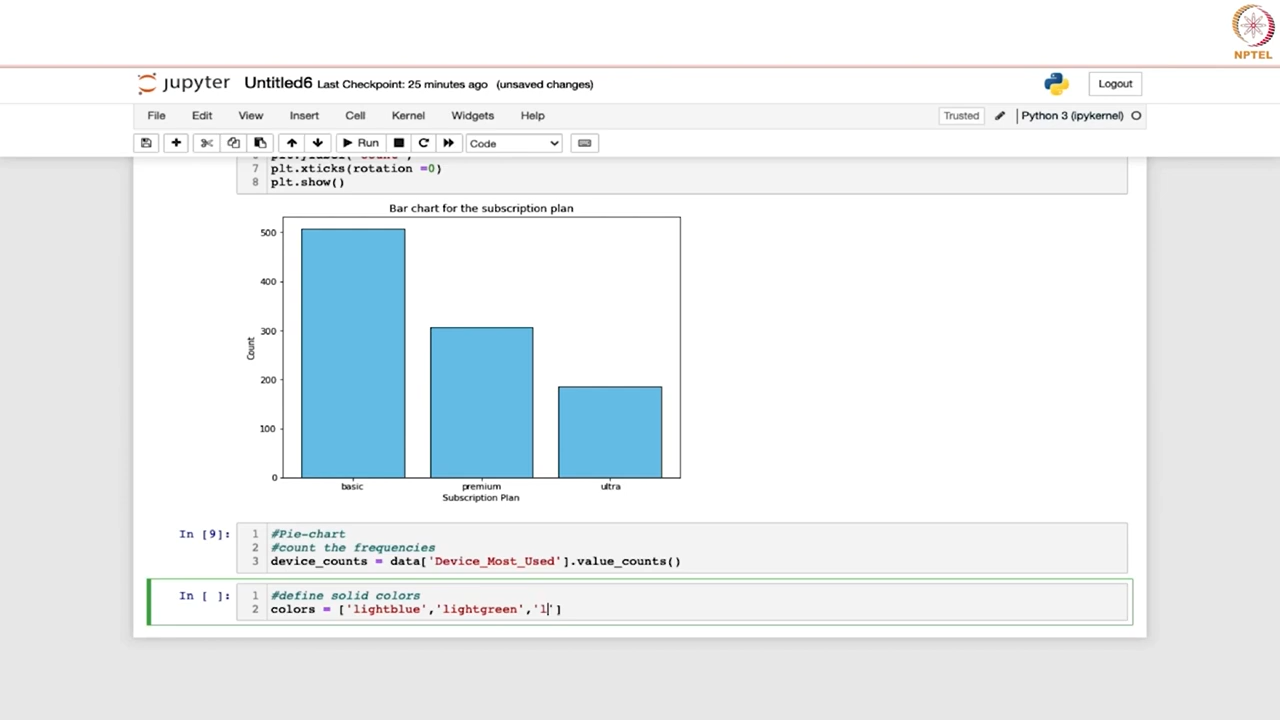 NPTEL
jupyter Untitled6 Last Checkpoint: 25 minutes ago (unsaved changes) Logout
File Edit View Insert Cell Kernel Widgets Help Trusted Python 3 (ipykernel)
Run Code
7 plt.xticks(rotation =0)
8 plt.show()
Bar chart for the subscription plan
500
400
300
200
100
0
Count
basic premium ultra
Subscription Plan
In [9]: 1 #Pie-chart
2 #count the frequencies
3 device_counts = data['Device_Most_Used'].value_counts()
In [ ]: 1 #define solid colors
2 colors = ['lightblue','lightgreen','l']